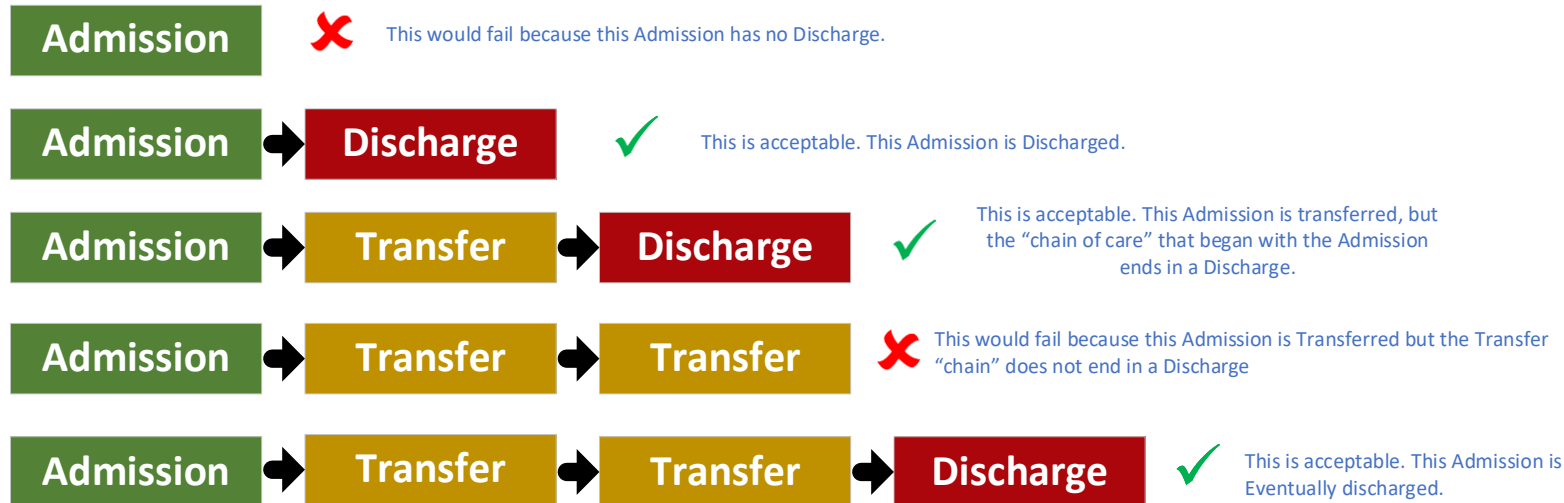 Admission
This would fail because this Admission has no Discharge.
Admission
Discharge
This is acceptable. This Admission is Discharged.
Admission
Transfer
Discharge
This is acceptable. This Admission is transferred, but
the “chain of care” that began with the Admission
ends in a Discharge.
Admission
Transfer
Transfer
This would fail because this Admission is Transferred but the Transfer
“chain” does not end in a Discharge
Admission
Transfer
Transfer
Discharge
This is acceptable. This Admission is
Eventually discharged.